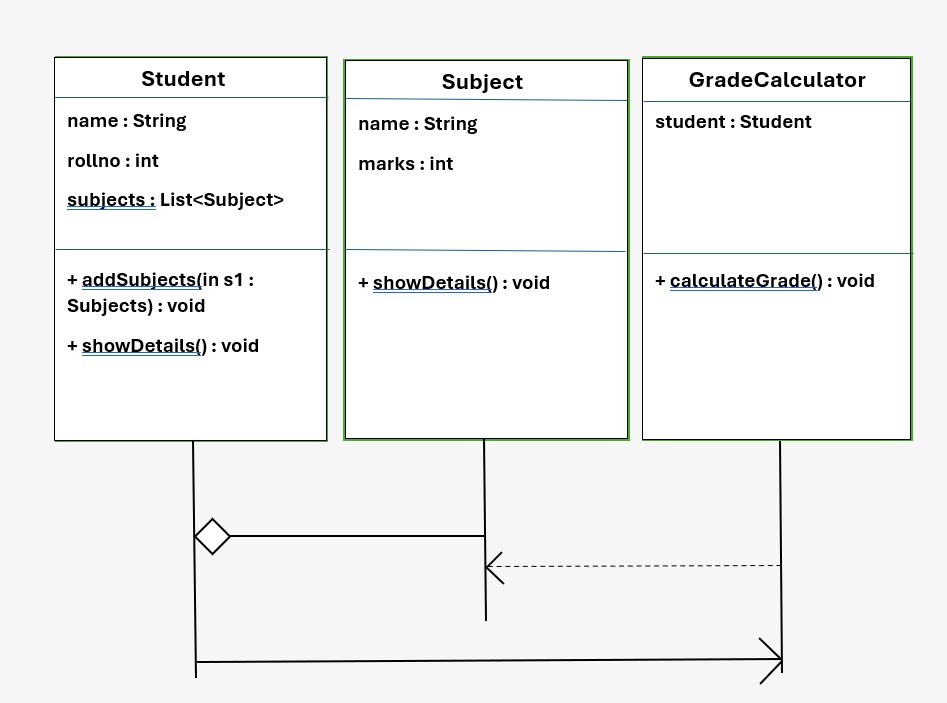 Student
name : String
rollno : int
subjects : List<Subject>
+ addSubjects(in s1 :
Subjects) : void
+ showDetails() : void
Subject
name : String
marks : int
+ showDetails() : void
GradeCalculator
student : Student
+ calculateGrade() : void